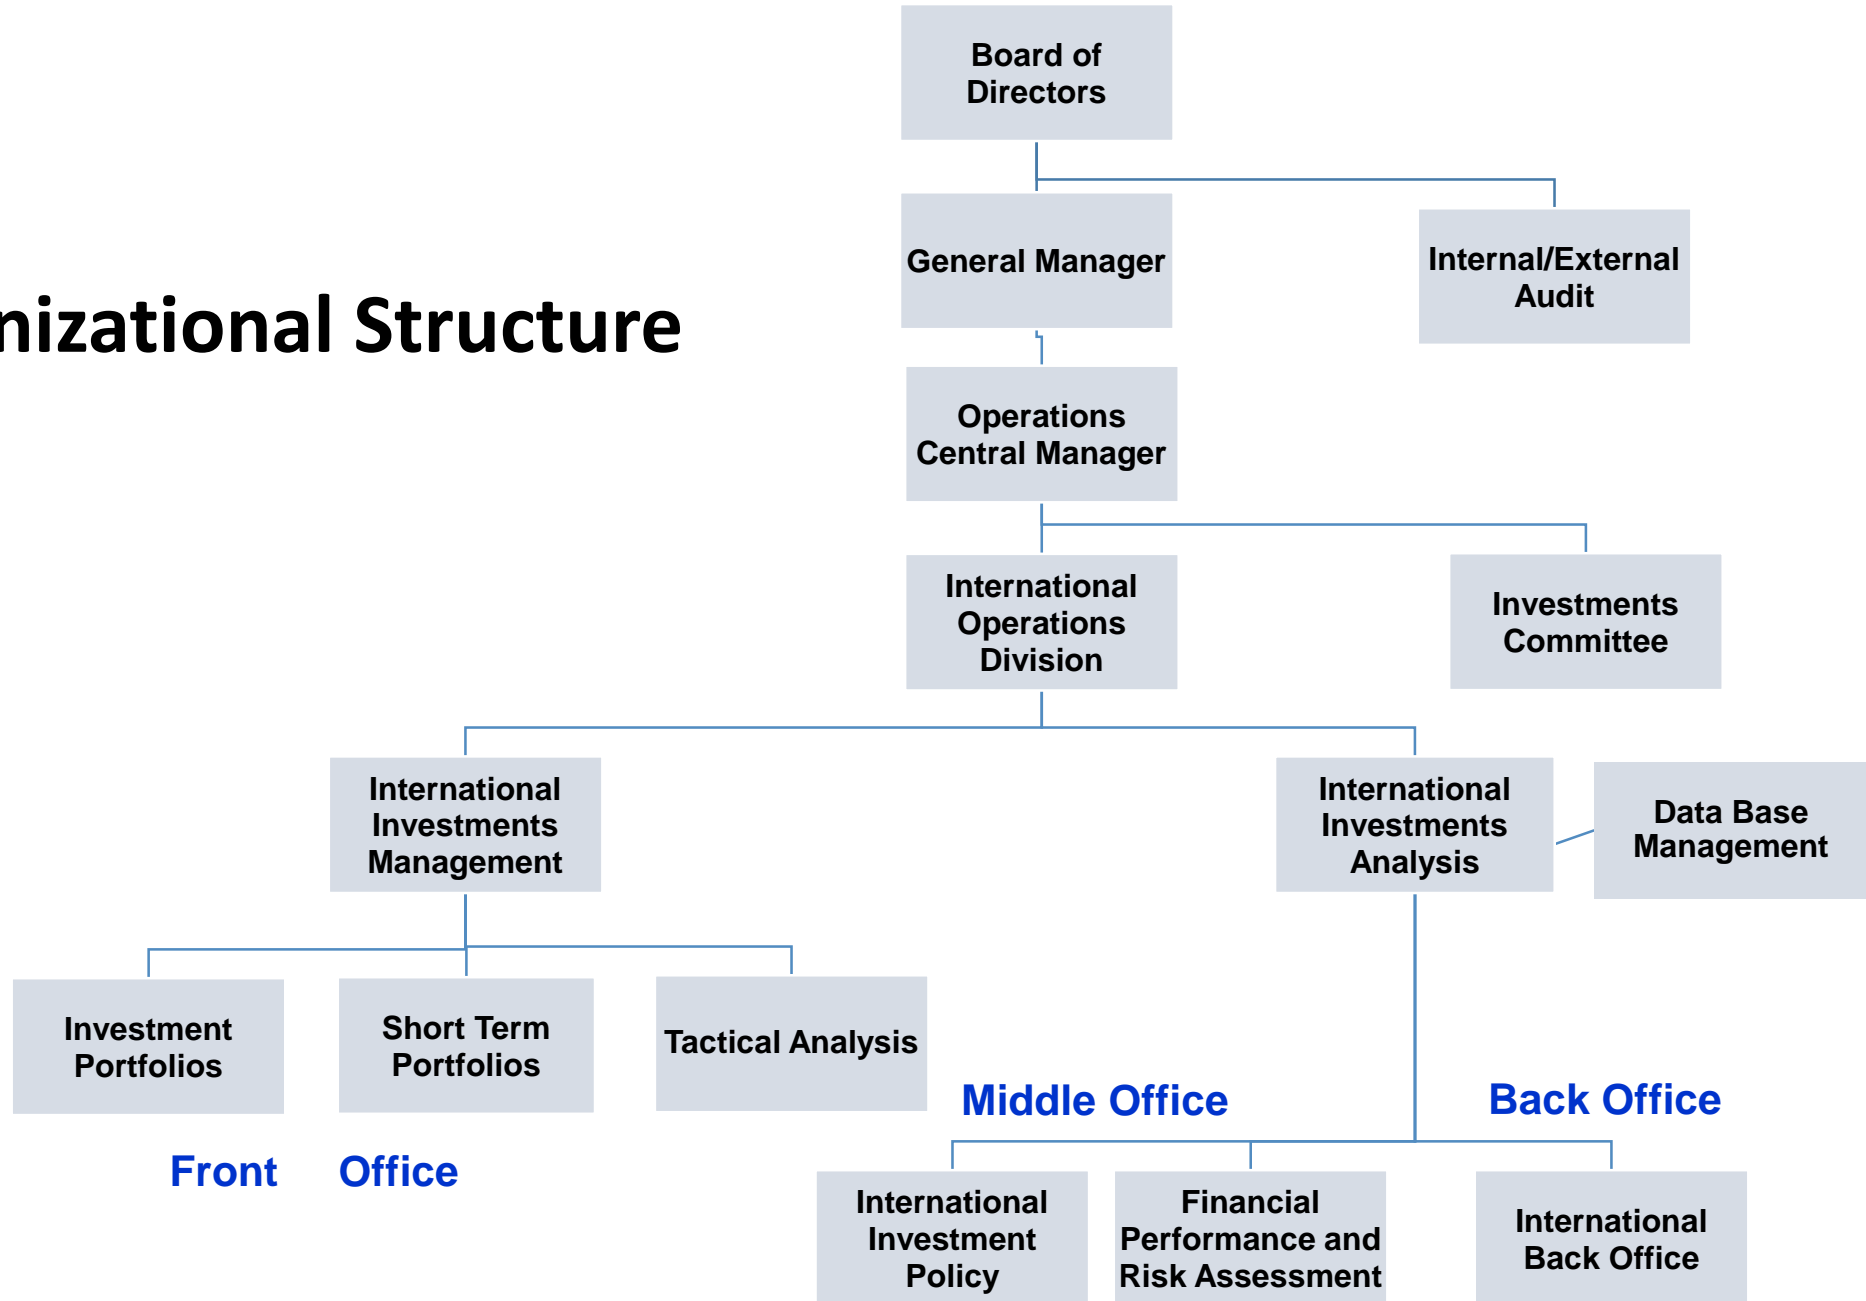 Board of
Directors
General Manager
Internal/External
Audit
nizational Structure
Operations
Central Manager
International
Operations
Division
Investments
Committee
International
Investments
Management
International
Investments
Analysis
Data Base
Management
Investment
Portfolios
Short Term
Portfolios
Tactical Analysis
Middle Office
Back Office
Front Office
International
Investment
Policy
Financial
Performance and
Risk Assessment
International
Back Office